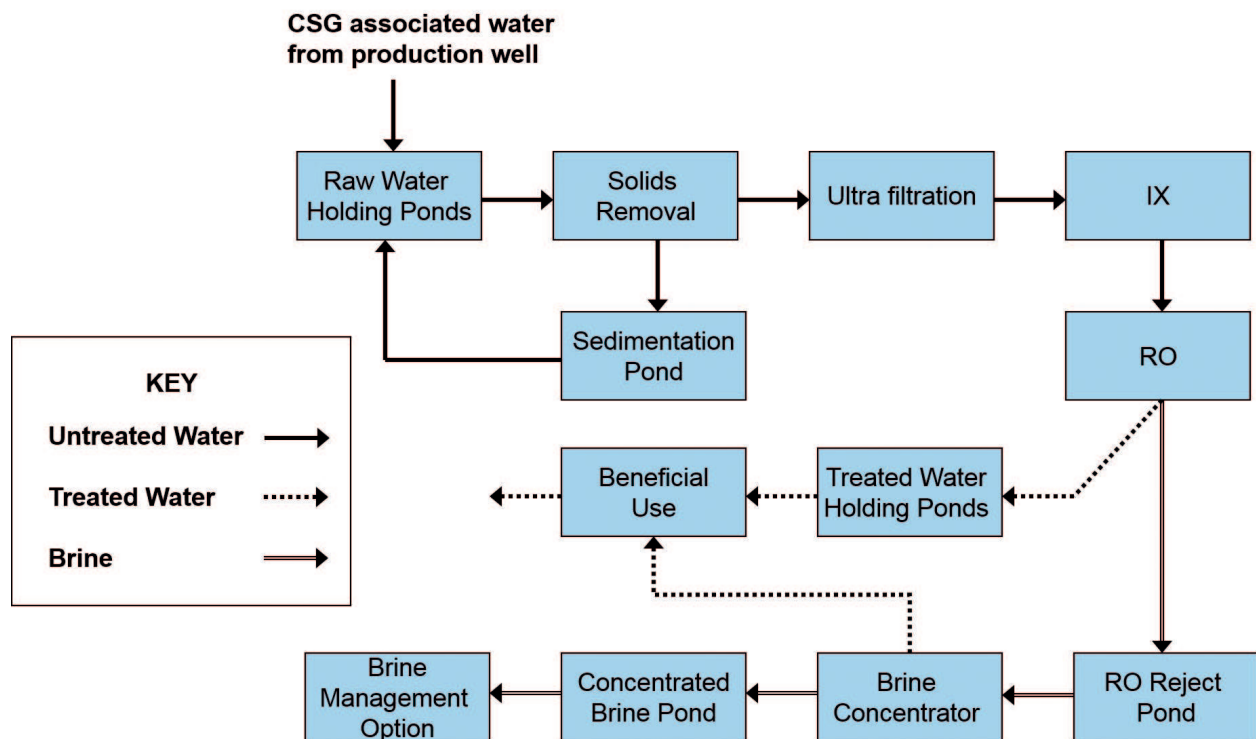 CSG associated water
from production well
Raw Water
Holding Ponds
Solids
Removal
Ultra filtration
IX
Sedimentation
Pond
RO
KEY
Untreated Water
Treated Water
Brine
Beneficial
Use
Treated Water
Holding Ponds
Brine
Management
Option
Concentrated
Brine Pond
Brine
Concentrator
RO Reject
Pond